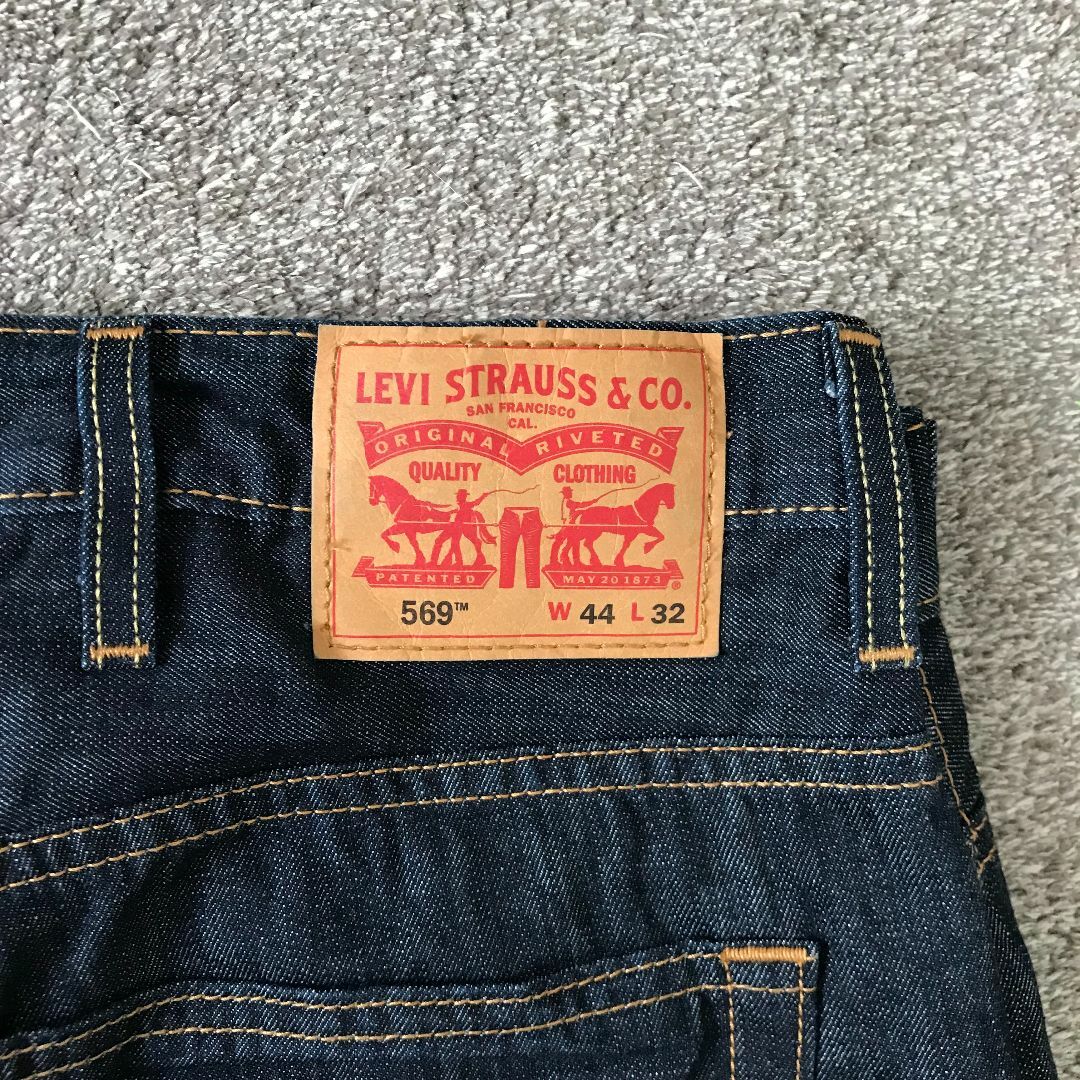 LEVI STRAUSS & CO.
SAN FRANCISCO
CAL.
ORIGINAL RIVETED
QUALITY CLOTHING
PATENTED MAY 20 1873 ®
569™ W 44 L 32